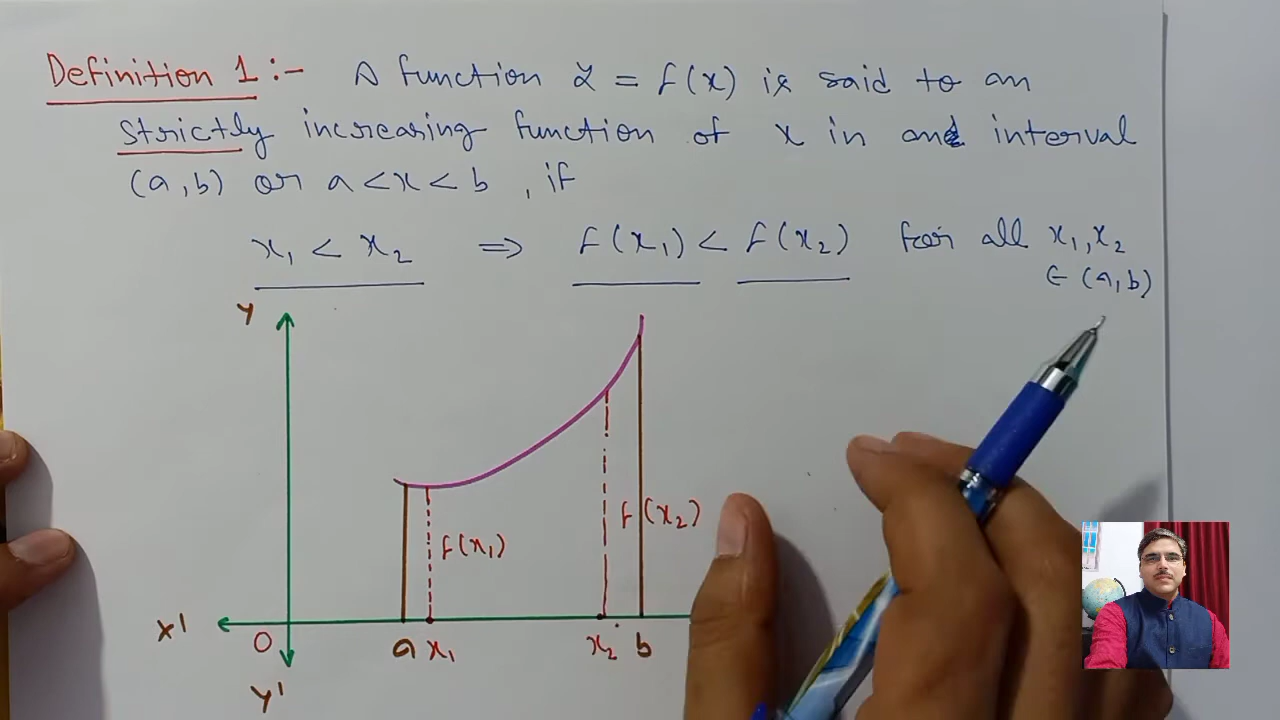 Definition 1 :- A function y = f(x) is said to an
strictly increasing function of x in and interval
(a,b) or a<x<b , if
x₁ < x₂ ⇒ f(x₁) < f(x₂) for all x₁,x₂
∈ (a,b)
Y
f(x₂)
f(x₁)
X'
O
a x₁ x₂ b
Y'